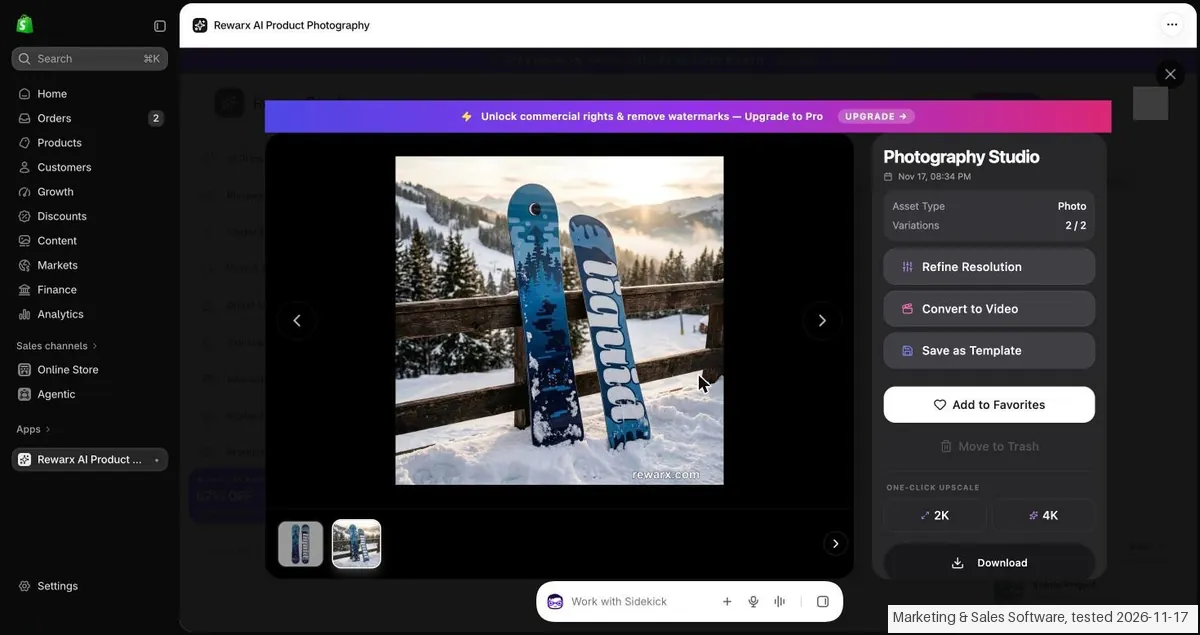 Rewarx AI Product Photography
Search
⌘K
Home
Orders
2
Products
Customers
Growth
Discounts
Content
Markets
Finance
Analytics
Sales channels
Online Store
Agentic
Apps
Rewarx AI Product ...
Settings
⚡ Unlock commercial rights & remove watermarks — Upgrade to Pro
UPGRADE →
liquid
rewarx.com
Photography Studio
Nov 17, 08:34 PM
Asset Type Photo
Variations 2 / 2
Refine Resolution
Convert to Video
Save as Template
Add to Favorites
Move to Trash
ONE-CLICK UPSCALE
2K
4K
Download
Work with Sidekick
Marketing & Sales Software, tested 2026-11-17